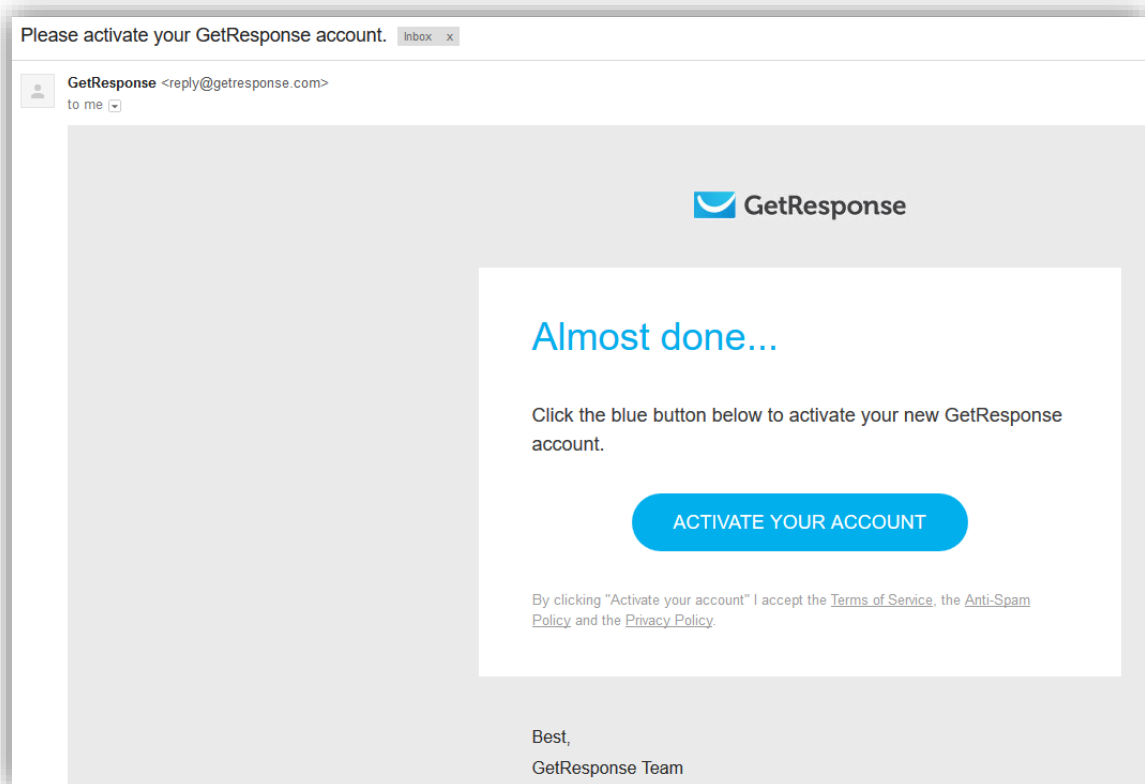 Please activate your GetResponse account. Inbox x
GetResponse <reply@getresponse.com>
to me
GetResponse
Almost done...
Click the blue button below to activate your new GetResponse
account.
ACTIVATE YOUR ACCOUNT
By clicking "Activate your account" I accept the Terms of Service, the Anti-Spam
Policy and the Privacy Policy.
Best,
GetResponse Team